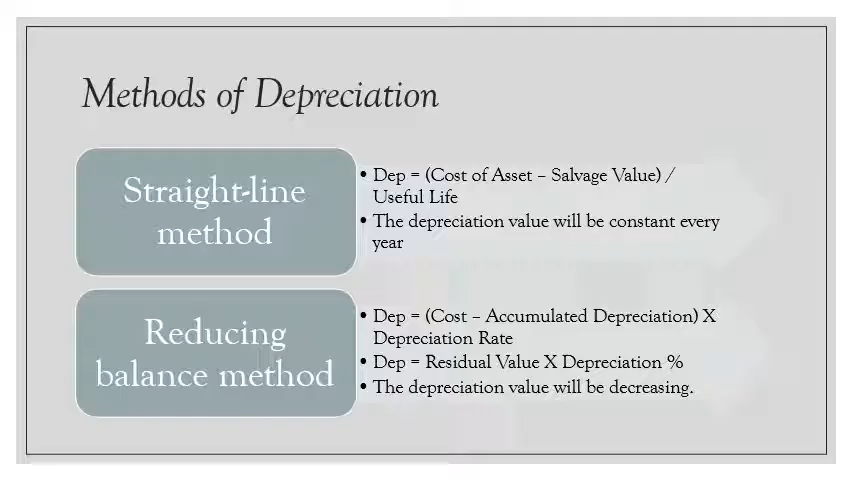 Methods of Depreciation
Straight-line
method
• Dep = (Cost of Asset – Salvage Value) /
Useful Life
• The depreciation value will be constant every
year
Reducing
balance method
• Dep = (Cost – Accumulated Depreciation) X
Depreciation Rate
• Dep = Residual Value X Depreciation %
• The depreciation value will be decreasing.